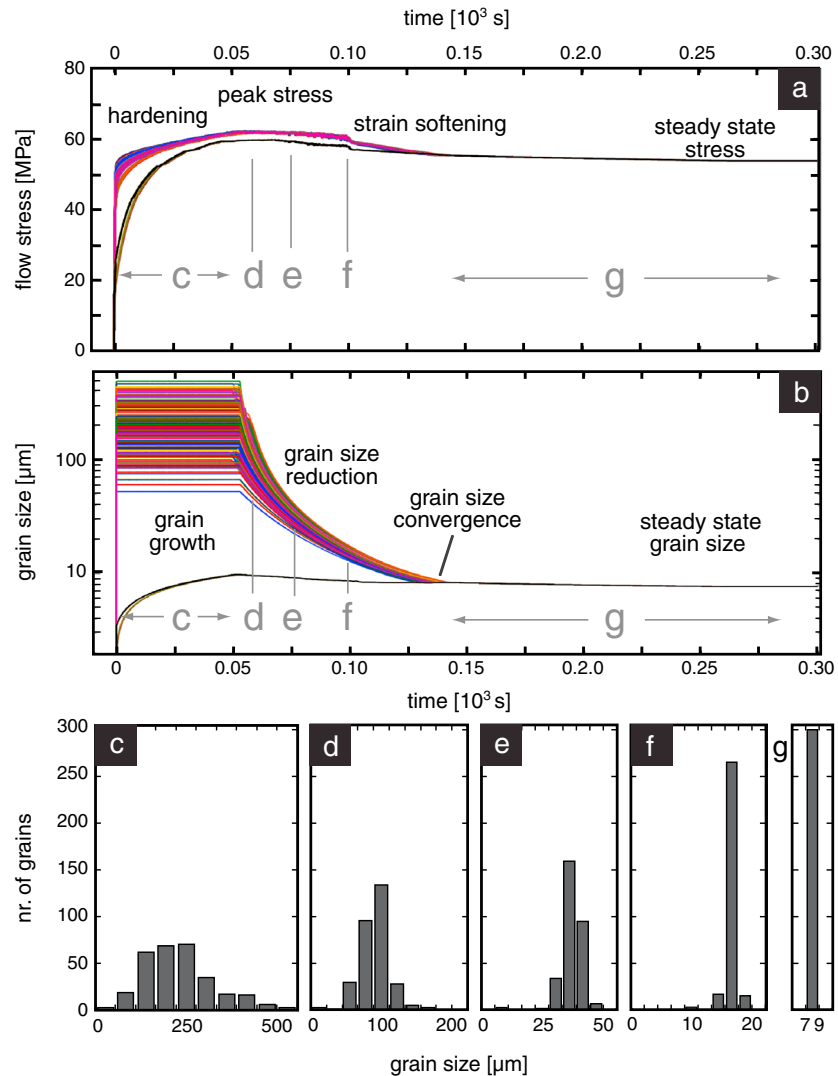 time [10³ s]
0 0.05 0.10 0.15 0.2.0 0.25 0.30
80
60
40
20
0
flow stress [MPa]
a
hardening
peak stress
strain softening
steady state
stress
c d e f g
b
100
10
grain size [µm]
grain size
reduction
grain size
convergence
grain
growth
steady state
grain size
c d e f g
0 0.05 0.10 0.15 0.2.0 0.25 0.30
time [10³ s]
300
250
200
150
100
50
0
nr. of grains
c
d
e
f
g
0 250 500
0 100 200
0 25 50
0 10 20
7 9
grain size [µm]